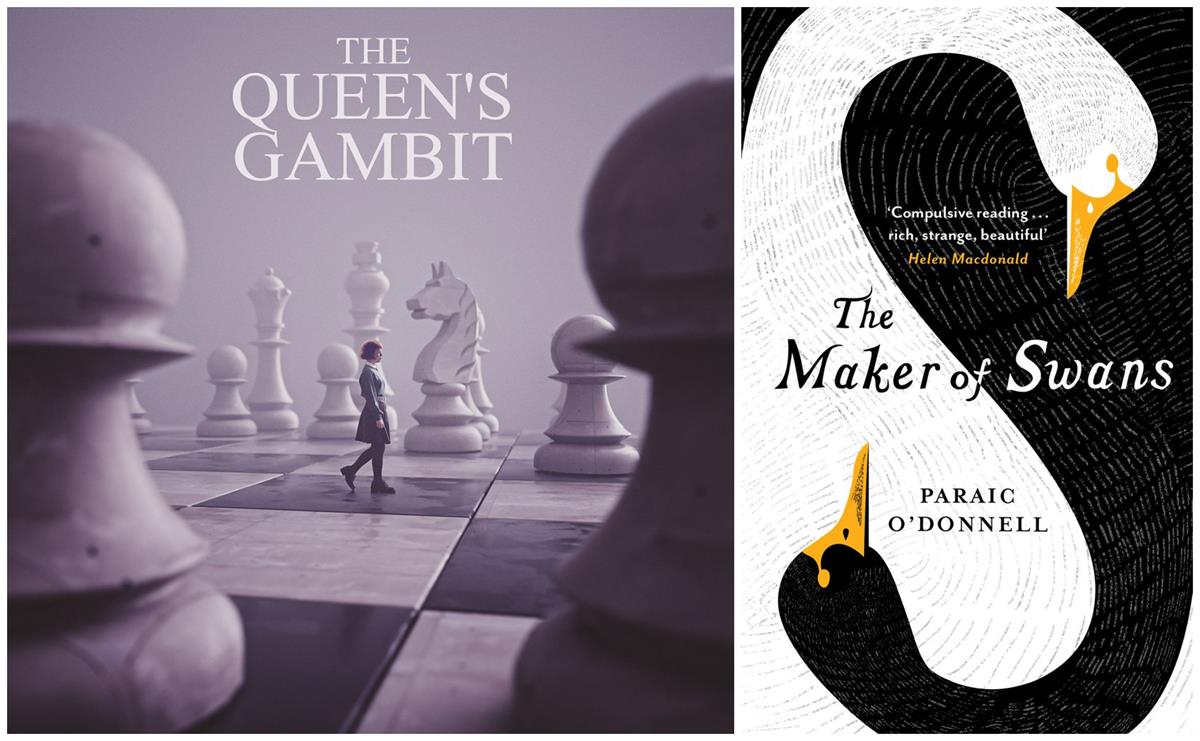 THE
QUEEN'S
GAMBIT
‘Compulsive reading ...
rich, strange, beautiful’
Helen Macdonald
The
Maker of Swans
PARAIC
O’DONNELL